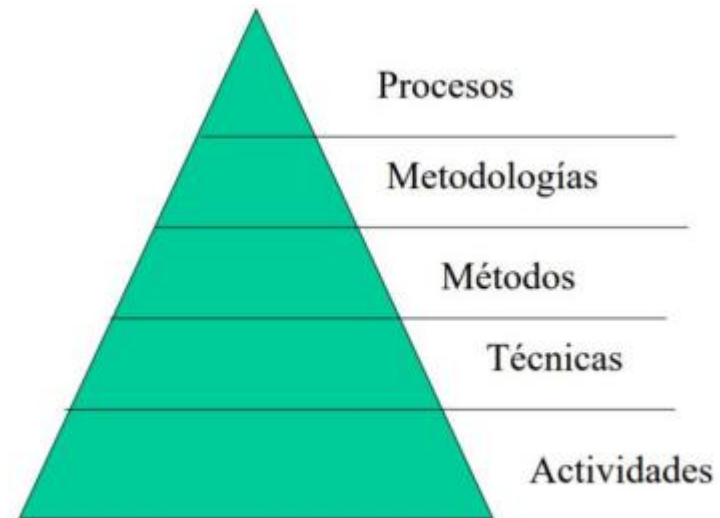 Procesos
Metodologías
Métodos
Técnicas
Actividades